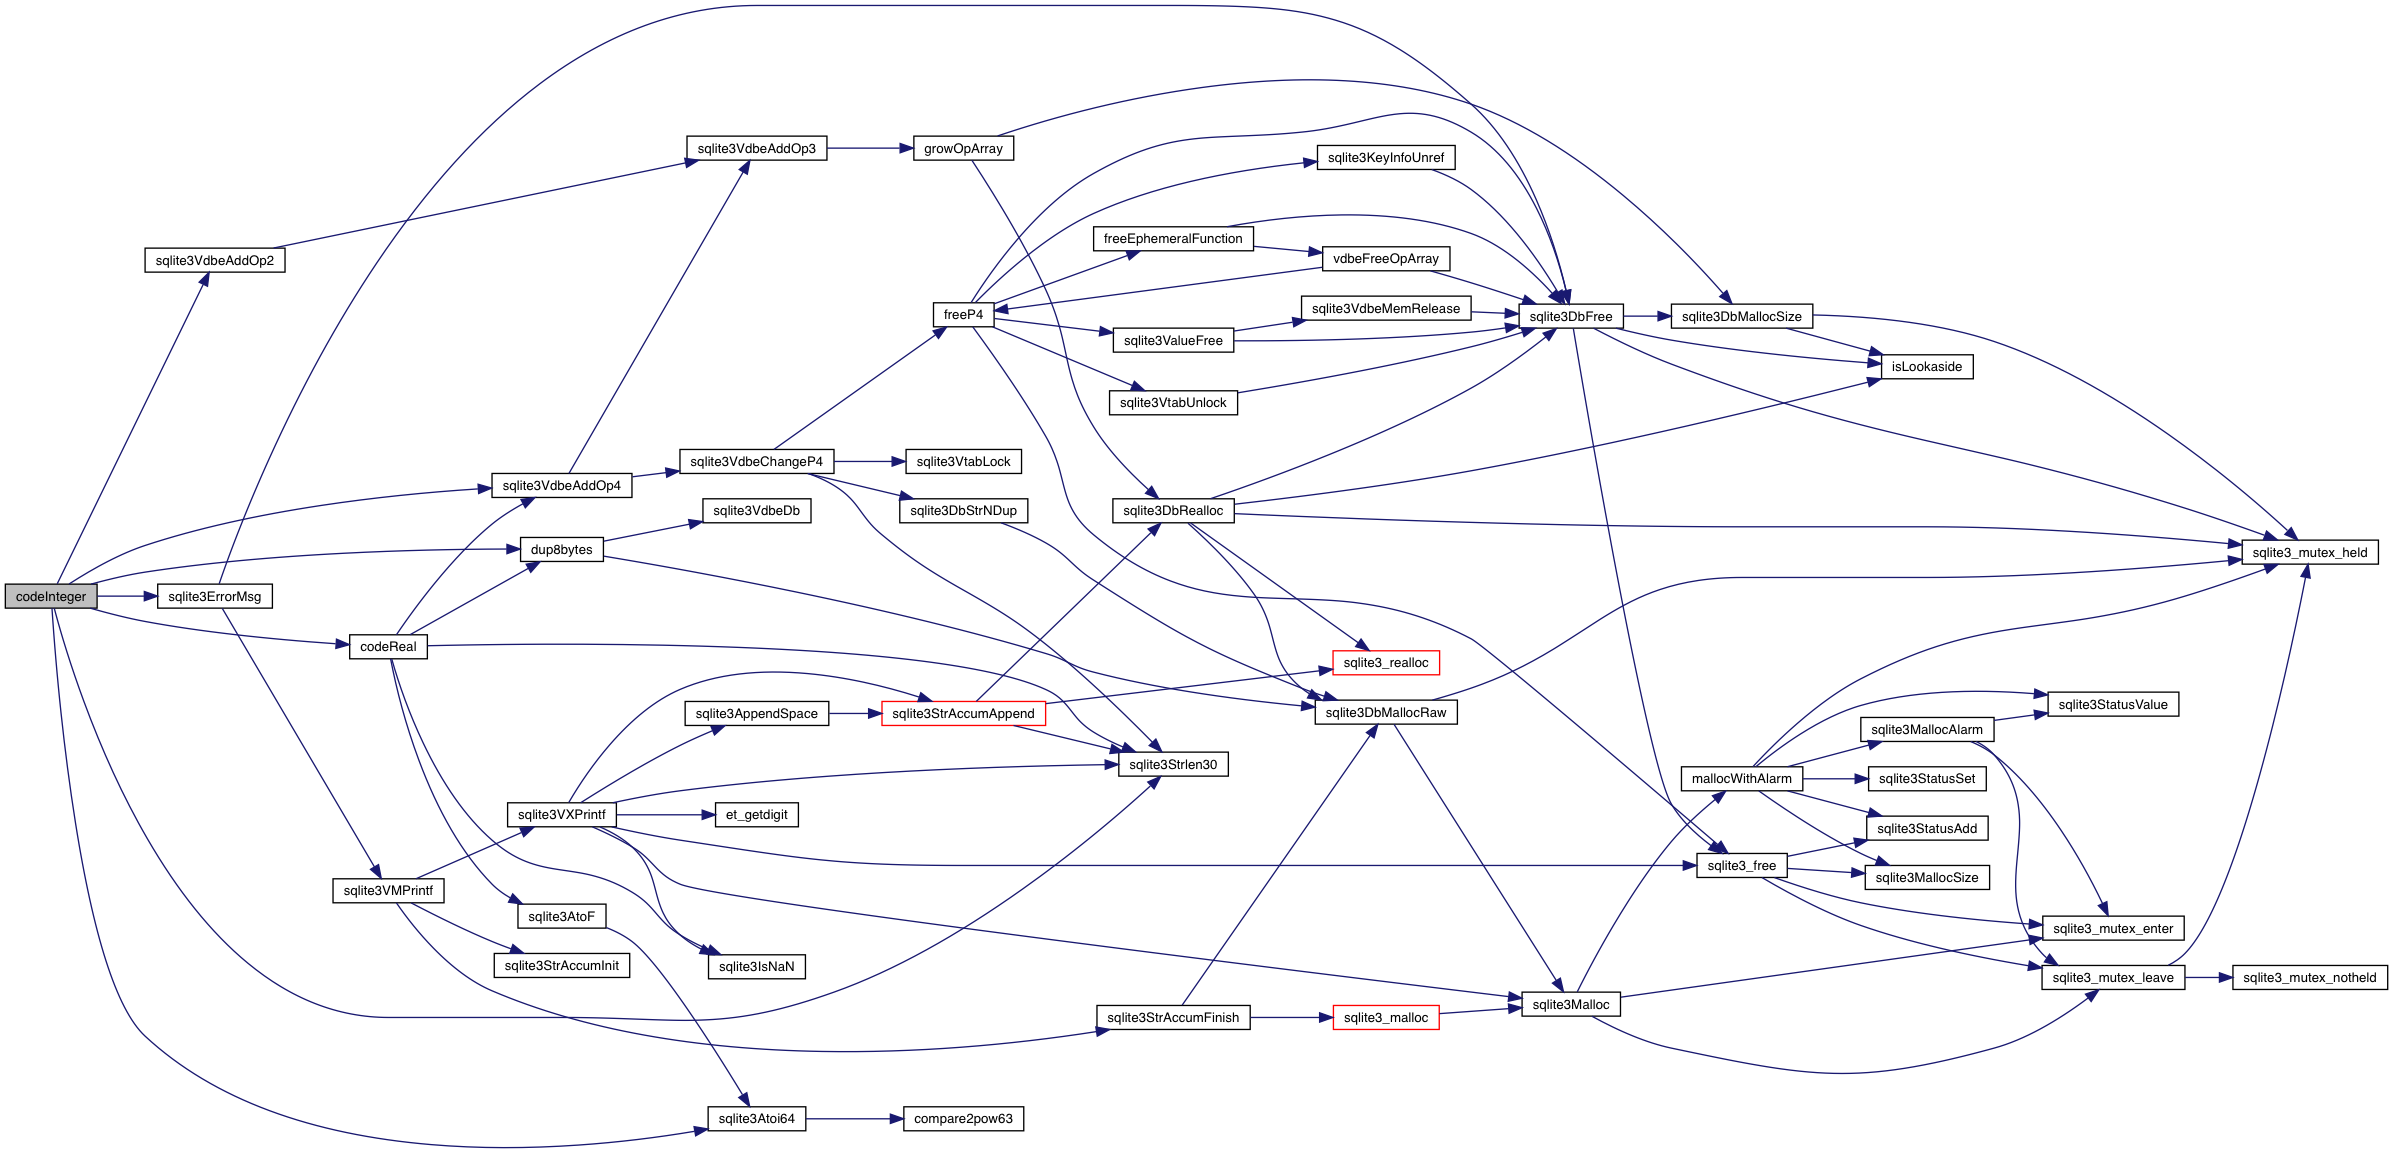 codeInteger
sqlite3VdbeAddOp2
sqlite3ErrorMsg
codeReal
sqlite3VMPrintf
sqlite3VdbeAddOp4
dup8bytes
sqlite3VXPrintf
sqlite3AtoF
sqlite3StrAccumInit
sqlite3VdbeAddOp3
sqlite3VdbeChangeP4
sqlite3VdbeDb
sqlite3AppendSpace
et_getdigit
sqlite3IsNaN
sqlite3Atoi64
growOpArray
freeP4
sqlite3VtabLock
sqlite3DbStrNDup
sqlite3StrAccumAppend
compare2pow63
freeEphemeralFunction
sqlite3ValueFree
sqlite3VtabUnlock
sqlite3DbRealloc
sqlite3Strlen30
sqlite3StrAccumFinish
sqlite3KeyInfoUnref
vdbeFreeOpArray
sqlite3VdbeMemRelease
sqlite3_realloc
sqlite3DbMallocRaw
sqlite3_malloc
sqlite3DbFree
sqlite3Malloc
sqlite3DbMallocSize
mallocWithAlarm
sqlite3_free
isLookaside
sqlite3MallocAlarm
sqlite3StatusSet
sqlite3StatusAdd
sqlite3MallocSize
sqlite3StatusValue
sqlite3_mutex_enter
sqlite3_mutex_leave
sqlite3_mutex_held
sqlite3_mutex_notheld